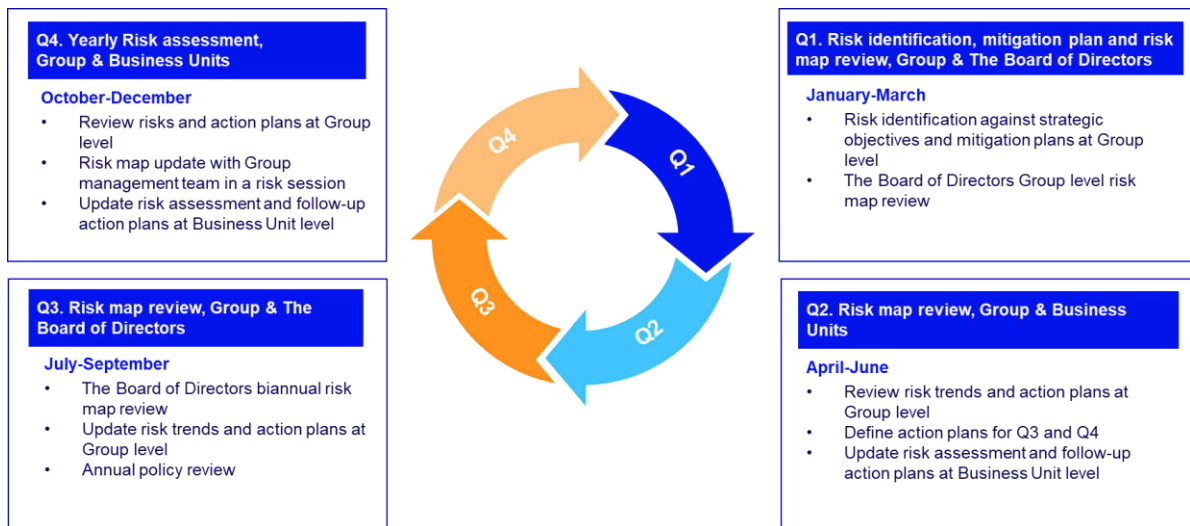 Q4. Yearly Risk assessment,
Group & Business Units
October-December
• Review risks and action plans at Group
level
• Risk map update with Group
management team in a risk session
• Update risk assessment and follow-up
action plans at Business Unit level
Q1. Risk identification, mitigation plan and risk
map review, Group & The Board of Directors
January-March
• Risk identification against strategic
objectives and mitigation plans at Group
level
• The Board of Directors Group level risk
map review
Q4
Q1
Q3
Q2
Q3. Risk map review, Group & The
Board of Directors
July-September
• The Board of Directors biannual risk
map review
• Update risk trends and action plans at
Group level
• Annual policy review
Q2. Risk map review, Group & Business
Units
April-June
• Review risk trends and action plans at
Group level
• Define action plans for Q3 and Q4
• Update risk assessment and follow-up
action plans at Business Unit level